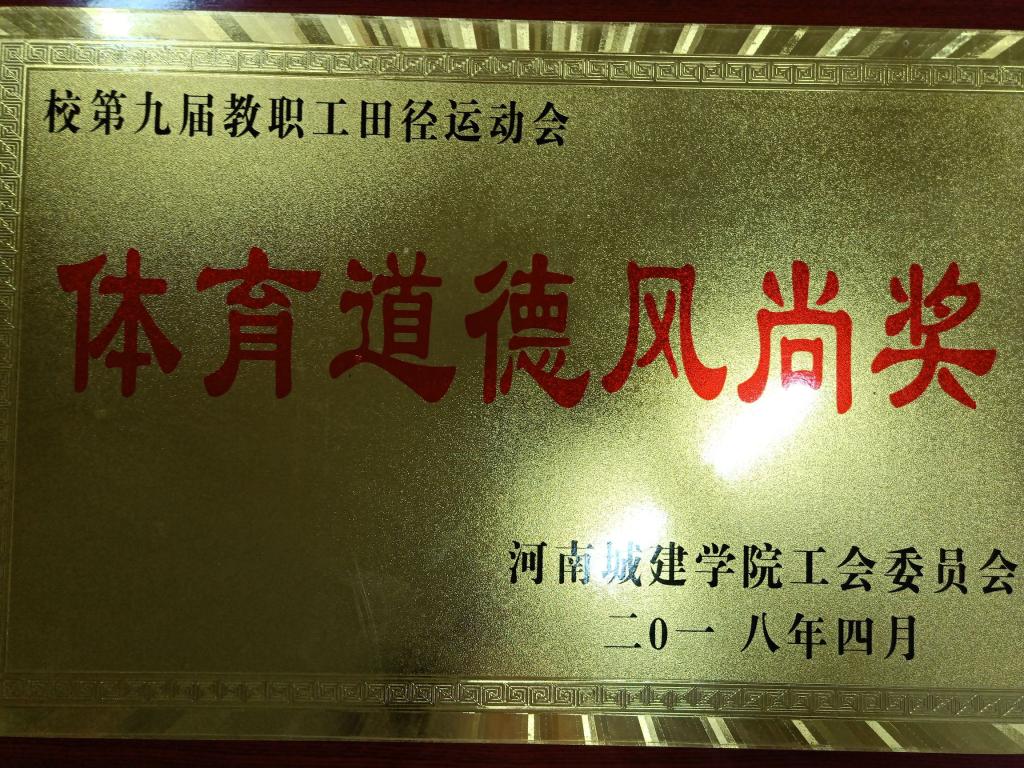 校第九届教职工田径运动会
体育道德风尚奖
河南城建学院工会委员会
二0一八年四月